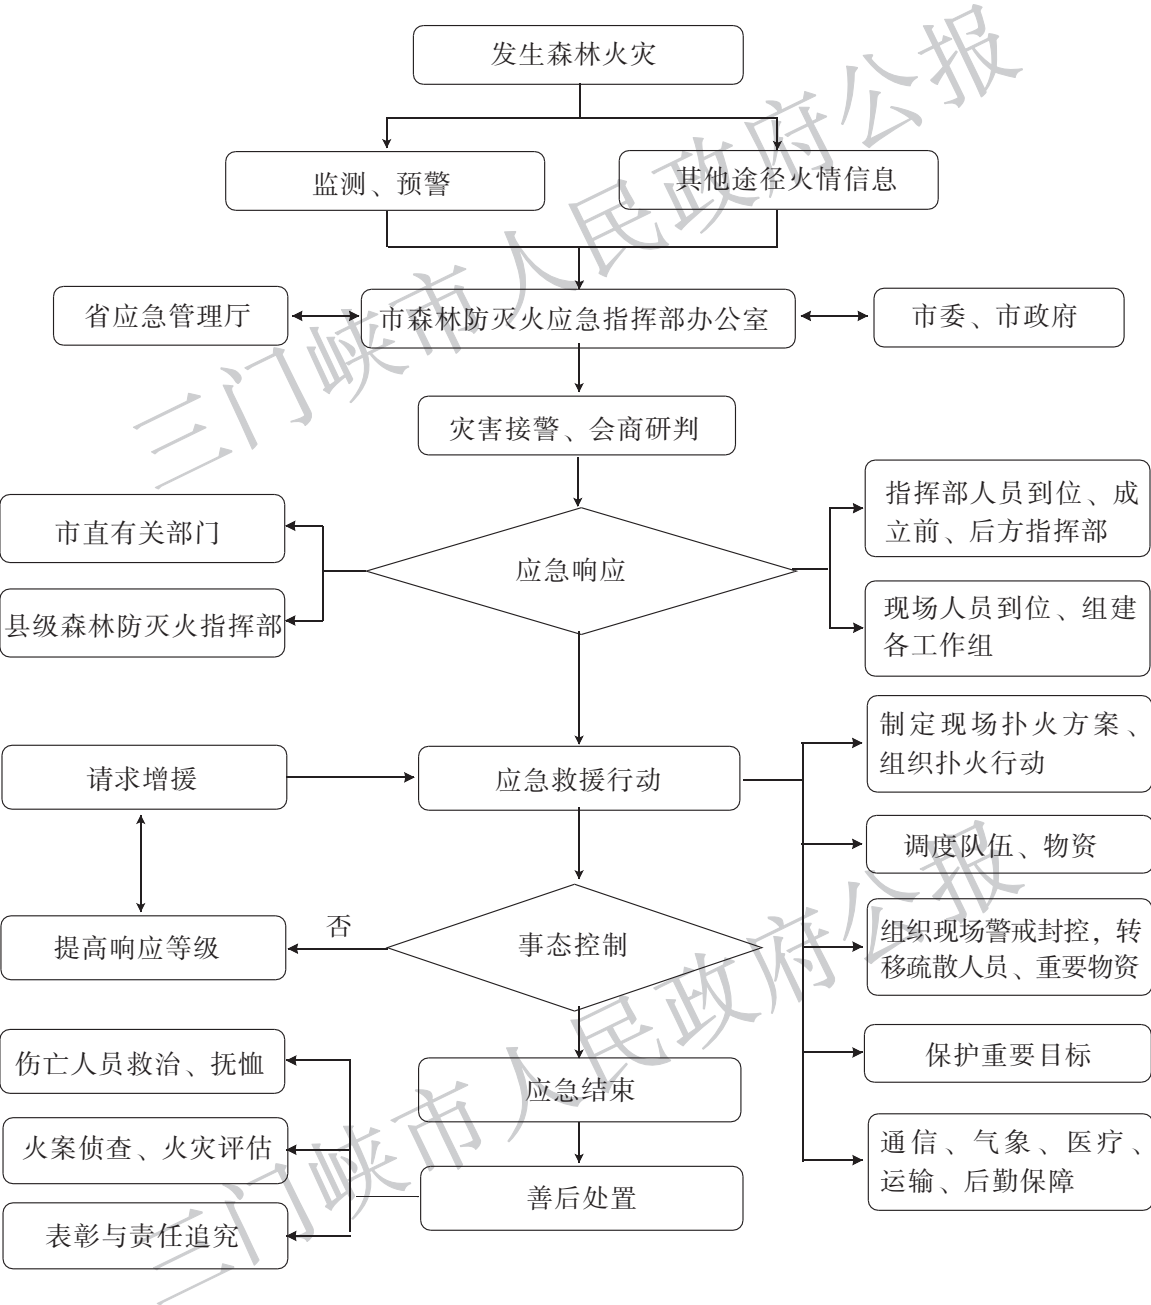 发生森林火灾
监测、预警
其他途径火情信息
省应急管理厅
市森林防灭火应急指挥部办公室
市委、市政府
灾害接警、会商研判
市直有关部门
县级森林防灭火指挥部
应急响应
指挥部人员到位、成
立前、后方指挥部
现场人员到位、组建
各工作组
请求增援
应急救援行动
制定现场扑火方案、
组织扑火行动
调度队伍、物资
提高响应等级
否
事态控制
组织现场警戒封控，转
移疏散人员、重要物资
保护重要目标
伤亡人员救治、抚恤
应急结束
通信、气象、医疗、
运输、后勤保障
火案侦查、火灾评估
善后处置
表彰与责任追究
三门峡市人民政府公报
三门峡市人民政府公报